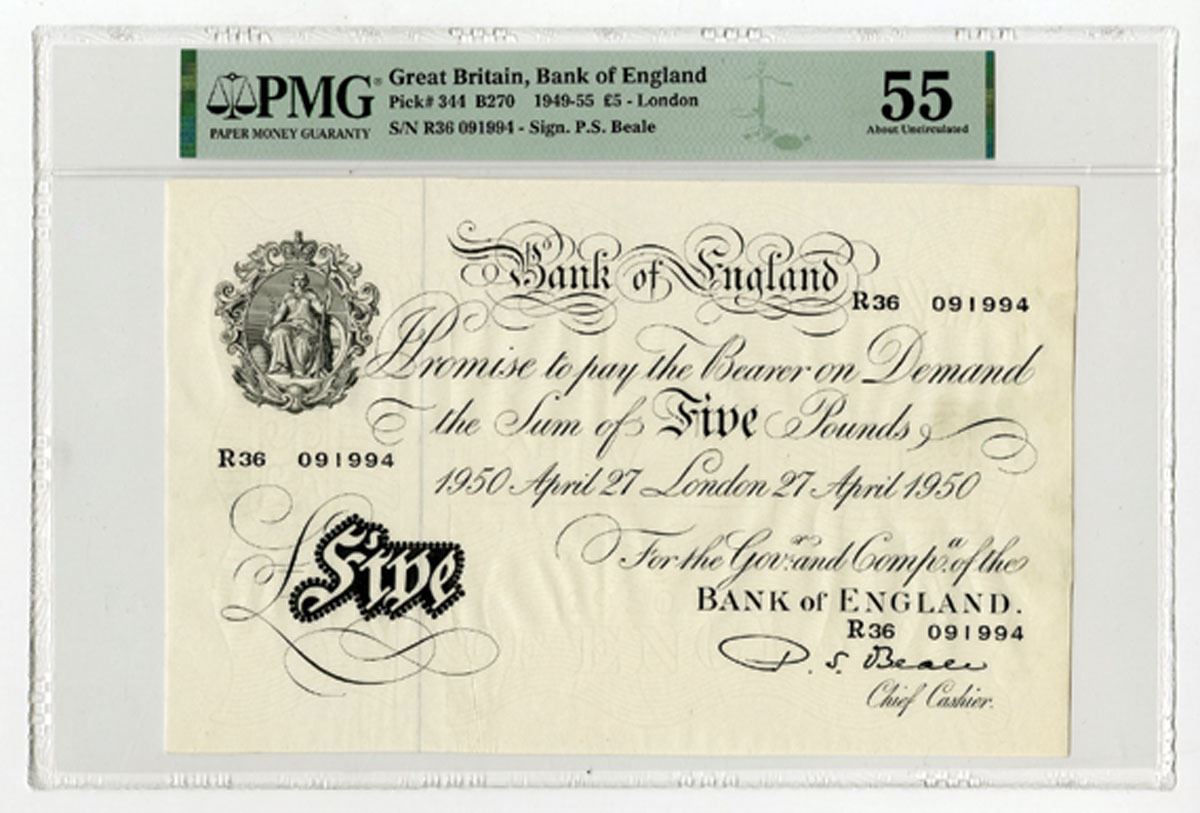 PMG®
PAPER MONEY GUARANTY
Great Britain, Bank of England
Pick# 344 B270 1949-55 £5 - London
S/N R36 091994 - Sign. P.S. Beale
55
About Uncirculated
Bank of England
R36 091994
I Promise to pay the Bearer on Demand
the Sum of Five Pounds
R36 091994
1950 April 27 London 27 April 1950
£Five
For the Govr. and Compa. of the
BANK of ENGLAND.
R36 091994
P. S. Beale
Chief Cashier.